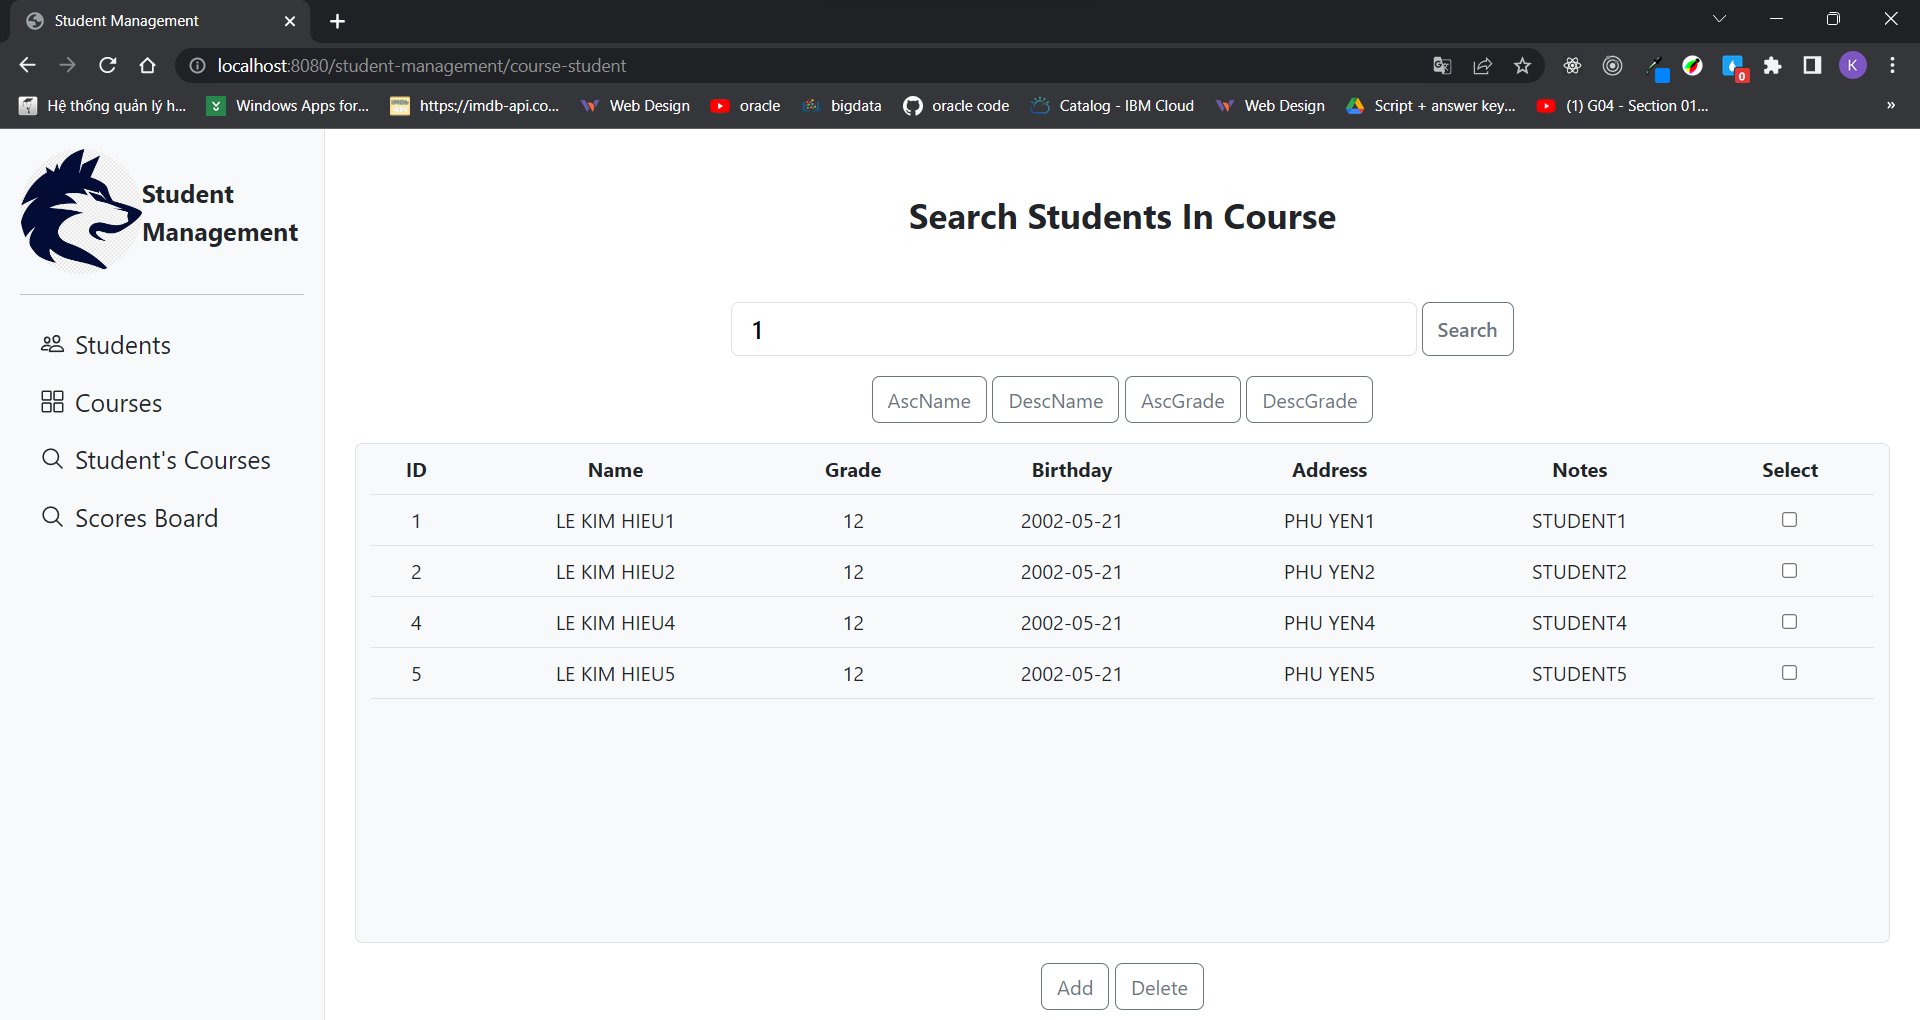 Student Management
localhost:8080/student-management/course-student
0
K
Hệ thống quản lý h... Windows Apps for... https://imdb-api.co... Web Design oracle bigdata oracle code Catalog - IBM Cloud Web Design Script + answer key... (1) G04 - Section 01... »
Student
Management
Students
Courses
Student's Courses
Scores Board
Search Students In Course
1 Search
AscName DescName AscGrade DescGrade
ID Name Grade Birthday Address Notes Select
1 LE KIM HIEU1 12 2002-05-21 PHU YEN1 STUDENT1
2 LE KIM HIEU2 12 2002-05-21 PHU YEN2 STUDENT2
4 LE KIM HIEU4 12 2002-05-21 PHU YEN4 STUDENT4
5 LE KIM HIEU5 12 2002-05-21 PHU YEN5 STUDENT5
Add Delete